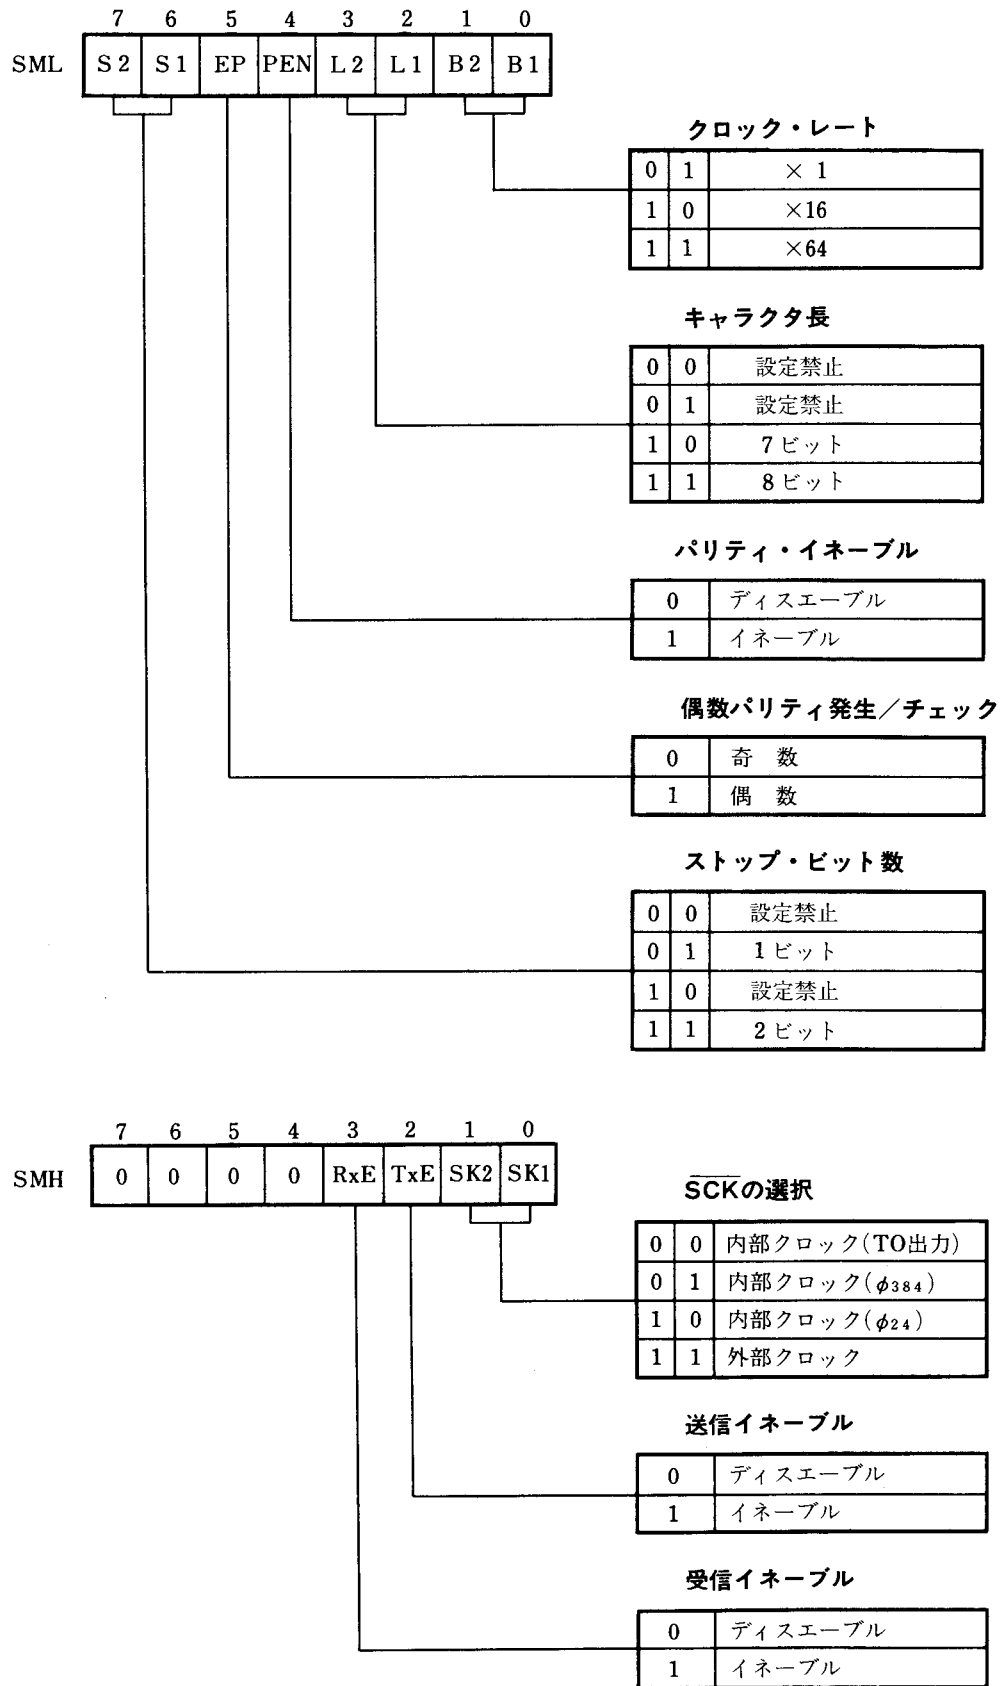 7 6 5 4 3 2 1 0
SML S2 S1 EP PEN L2 L1 B2 B1
クロック・レート
0 1 ×1
1 0 ×16
1 1 ×64
キャラクタ長
0 0 設定禁止
0 1 設定禁止
1 0 7ビット
1 1 8ビット
パリティ・イネーブル
0 ディスエーブル
1 イネーブル
偶数パリティ発生/チェック
0 奇 数
1 偶 数
ストップ・ビット数
0 0 設定禁止
0 1 1ビット
1 0 設定禁止
1 1 2ビット
7 6 5 4 3 2 1 0
SMH 0 0 0 0 RxE TxE SK2 SK1
S̅C̅K̅の選択
0 0 内部クロック(TO出力)
0 1 内部クロック(φ384)
1 0 内部クロック(φ24)
1 1 外部クロック
送信イネーブル
0 ディスエーブル
1 イネーブル
受信イネーブル
0 ディスエーブル
1 イネーブル